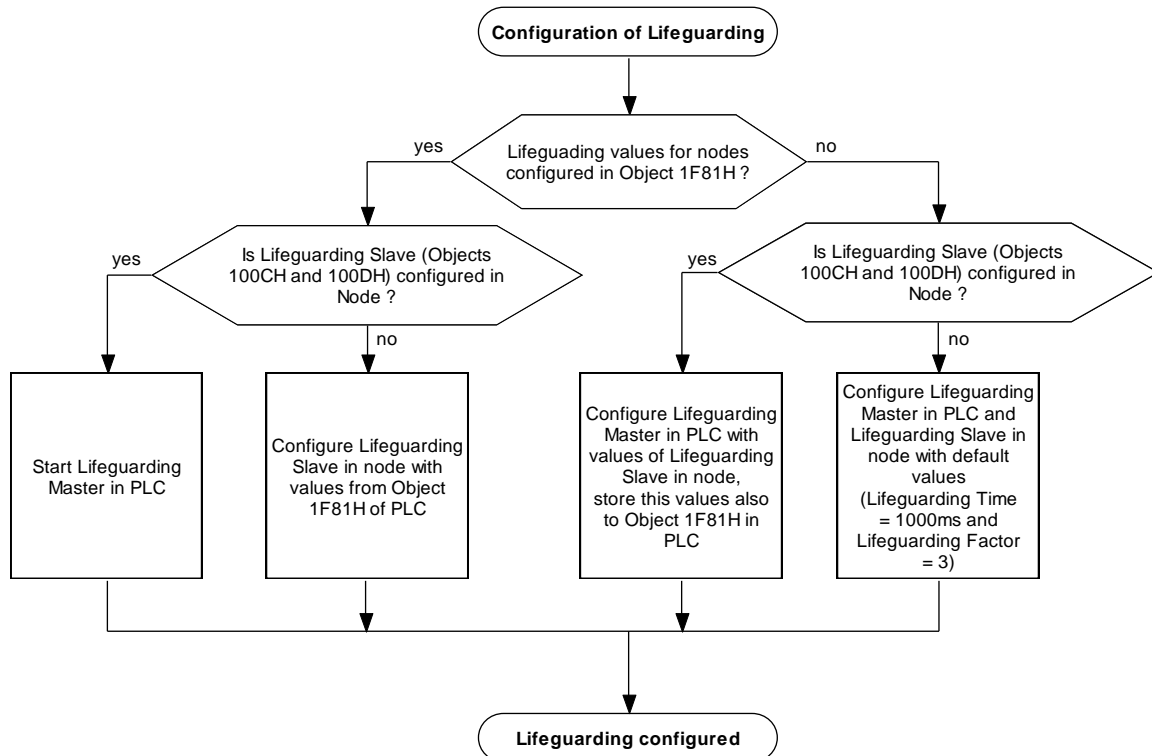 Configuration of Lifeguarding
yes
no
Lifeguading values for nodes
configured in Object 1F81H ?
yes
Is Lifeguarding Slave (Objects
100CH and 100DH) configured in
Node ?
no
yes
Is Lifeguarding Slave (Objects
100CH and 100DH) configured in
Node ?
no
Start Lifeguarding
Master in PLC
Configure Lifeguarding
Slave in node with
values from Object
1F81H of PLC
Configure Lifeguarding
Master in PLC with
values of Lifeguarding
Slave in node,
store this values also
to Object 1F81H in
PLC
Configure Lifeguarding
Master in PLC and
Lifeguarding Slave in
node with default
values
(Lifeguarding Time
= 1000ms and
Lifeguarding Factor
= 3)
Lifeguarding configured